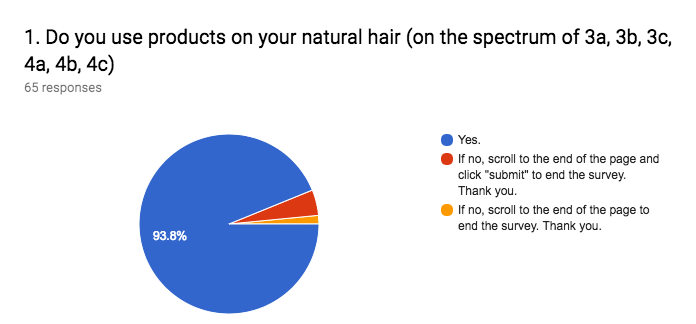 1. Do you use products on your natural hair (on the spectrum of 3a, 3b, 3c,
4a, 4b, 4c)
65 responses
Yes.
If no, scroll to the end of the page and
click "submit" to end the survey.
Thank you.
If no, scroll to the end of the page to
end the survey. Thank you.
93.8%